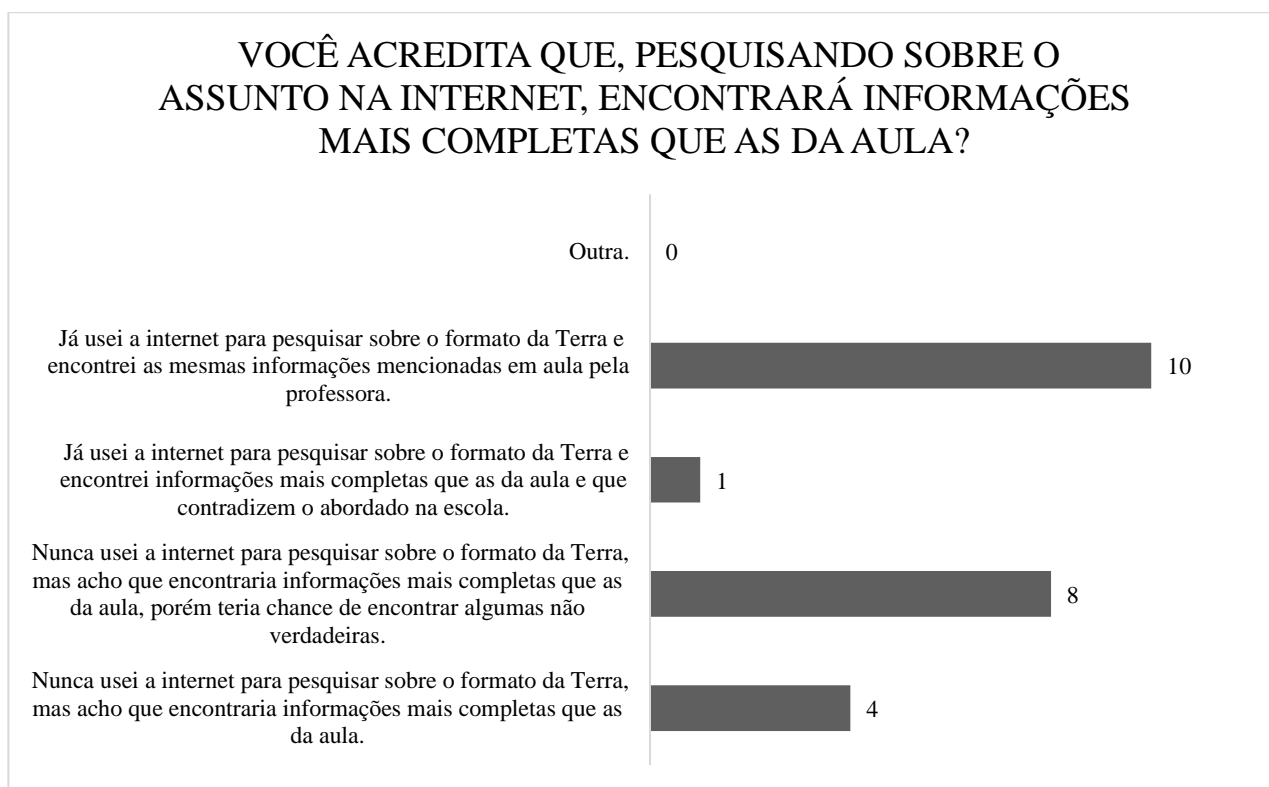 VOCÊ ACREDITA QUE, PESQUISANDO SOBRE O
ASSUNTO NA INTERNET, ENCONTRARÁ INFORMAÇÕES
MAIS COMPLETAS QUE AS DA AULA?
Outra.
0
Já usei a internet para pesquisar sobre o formato da Terra e
encontrei as mesmas informações mencionadas em aula pela
professora.
10
Já usei a internet para pesquisar sobre o formato da Terra e
encontrei informações mais completas que as da aula e que
contradizem o abordado na escola.
1
Nunca usei a internet para pesquisar sobre o formato da Terra,
mas acho que encontraria informações mais completas que as
da aula, porém teria chance de encontrar algumas não
verdadeiras.
8
Nunca usei a internet para pesquisar sobre o formato da Terra,
mas acho que encontraria informações mais completas que as
da aula.
4